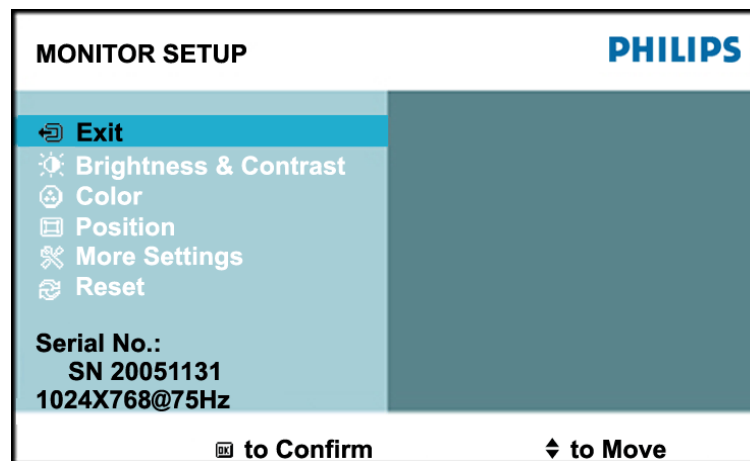 MONITOR SETUP
PHILIPS
Exit
Brightness & Contrast
Color
Position
More Settings
Reset
Serial No.:
SN 20051131
1024X768@75Hz
OK to Confirm
to Move